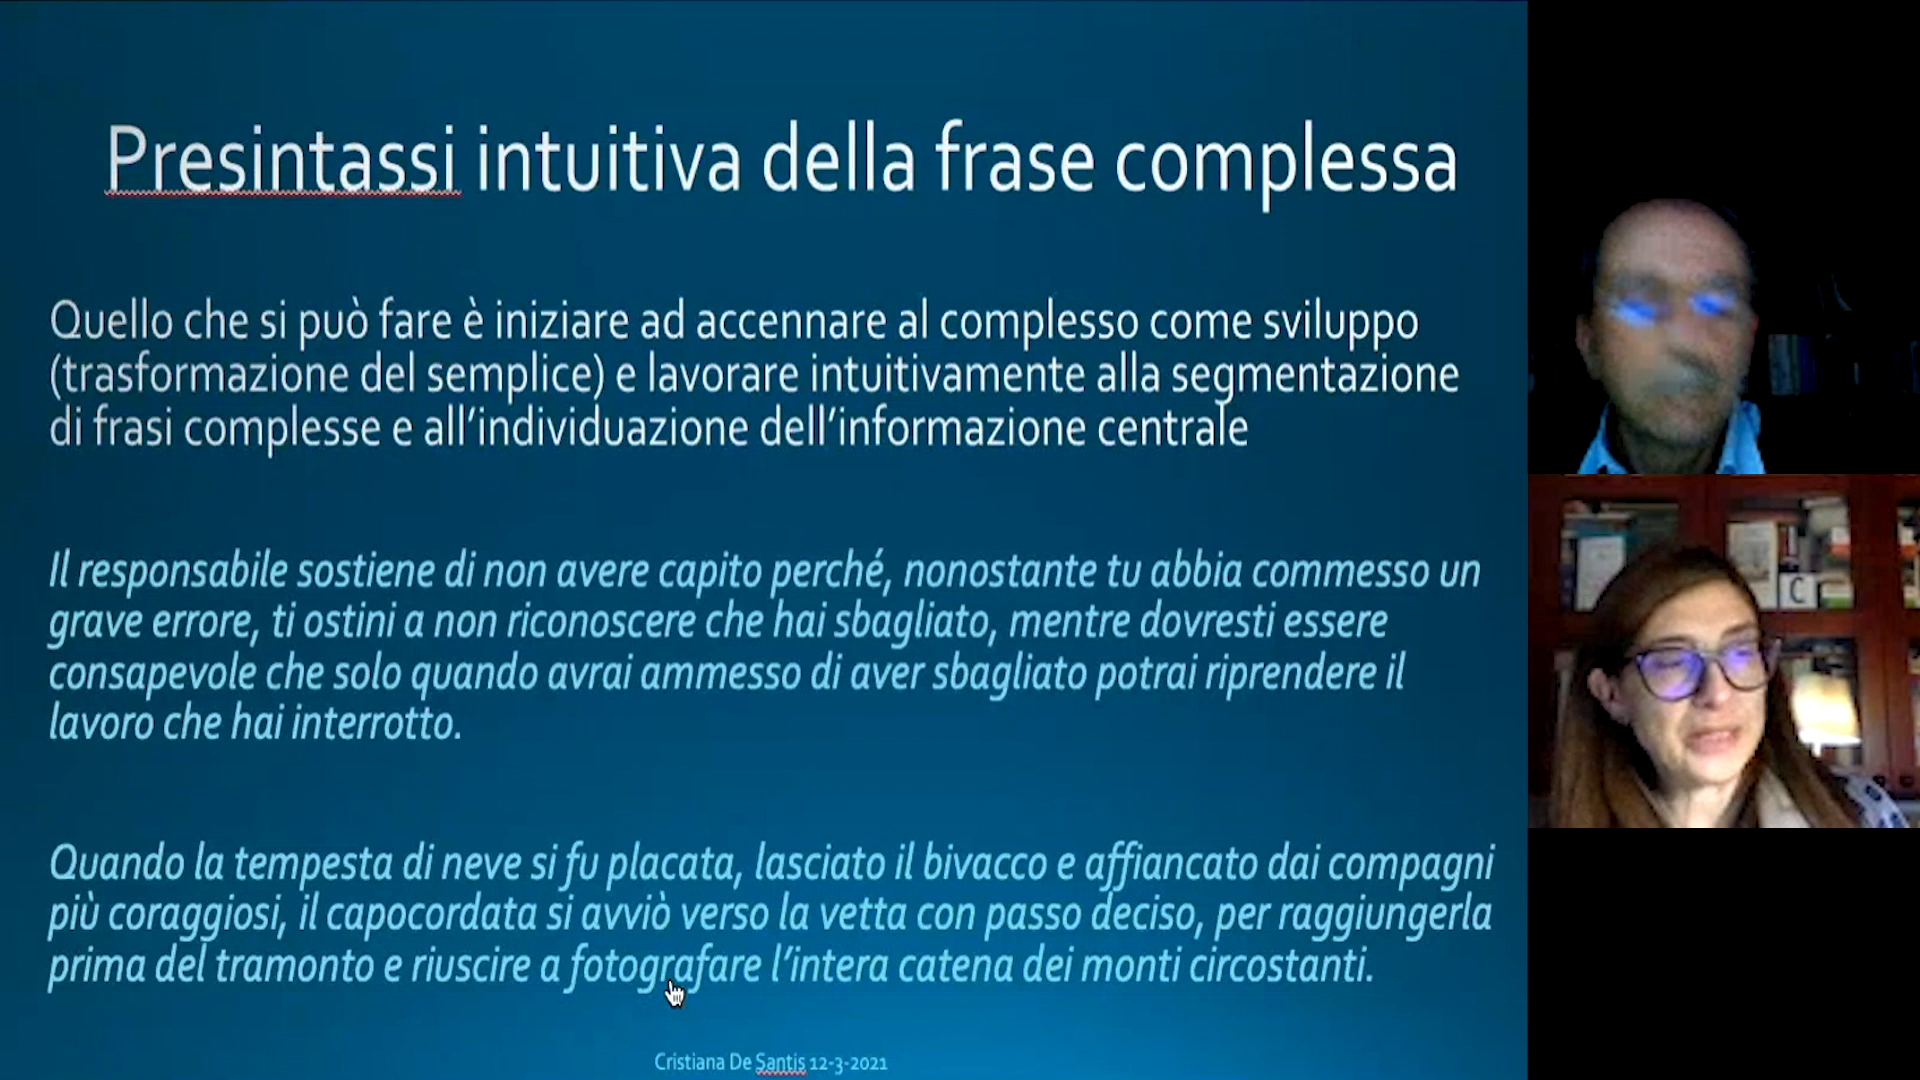 Presintassi intuitiva della frase complessa
Quello che si può fare è iniziare ad accennare al complesso come sviluppo
(trasformazione del semplice) e lavorare intuitivamente alla segmentazione
di frasi complesse e all’individuazione dell’informazione centrale
Il responsabile sostiene di non avere capito perché, nonostante tu abbia commesso un
grave errore, ti ostini a non riconoscere che hai sbagliato, mentre dovresti essere
consapevole che solo quando avrai ammesso di aver sbagliato potrai riprendere il
lavoro che hai interrotto.
Quando la tempesta di neve si fu placata, lasciato il bivacco e affiancato dai compagni
più coraggiosi, il capocordata si avviò verso la vetta con passo deciso, per raggiungerla
prima del tramonto e riuscire a fotografare l’intera catena dei monti circostanti.
Cristiana De Santis 12-3-2021
C